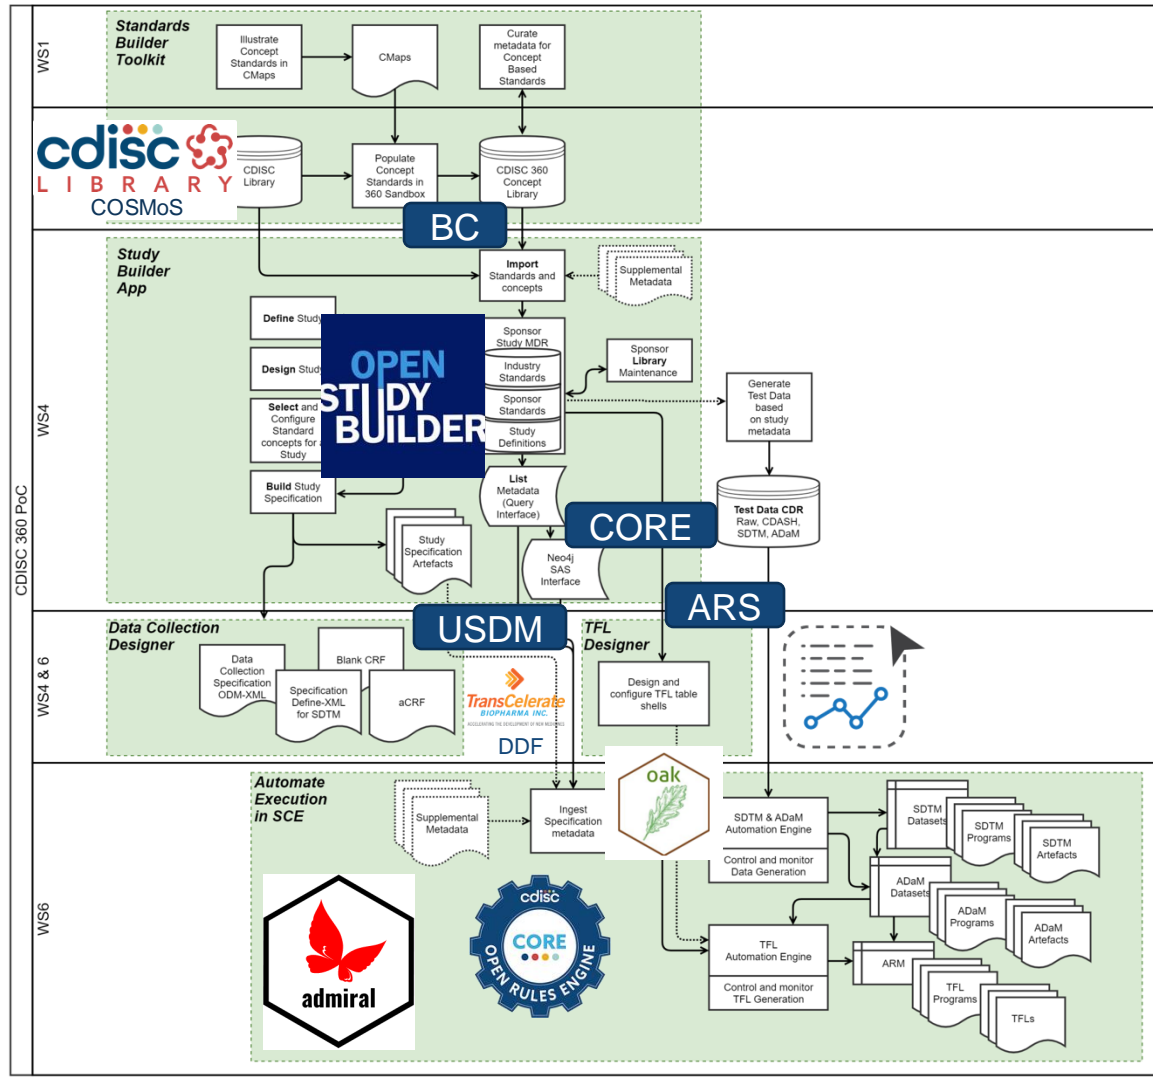 CDISC 360 PoC
WS1
Standards
Builder
Toolkit
Illustrate
Concept
Standards in
CMaps
CMaps
Curate
metadata for
Concept
Based
Standards
cdisc
LIBRARY
COSMoS
CDISC
Library
Populate
Concept
Standards in
360 Sandbox
CDISC 360
Concept
Library
BC
WS4
Study
Builder
App
Import
Standards and
concepts
Supplemental
Metadata
Define Study
Design Study
Select and
Configure
Standard
concepts for a
Study
Build Study
Specification
OPEN
STUDY
BUILDER
Sponsor
Study MDR
Industry
Standards
Sponsor
Standards
Study
Definitions
Sponsor
Library
Maintenance
Generate
Test Data
based
on study
metadata
List
Metadata
(Query
Interface)
Test Data CDR
Raw, CDASH,
SDTM, ADaM
CORE
Study
Specification
Artefacts
Neo4j
SAS
Interface
ARS
USDM
WS4 & 6
Data Collection
Designer
Data
Collection
Specification
ODM-XML
Blank CRF
Specification
Define-XML
for SDTM
aCRF
TransCelerate
BIOPHARMA INC.
ACCELERATING THE DEVELOPMENT OF NEW MEDICINES
DDF
TFL
Designer
Design and
configure TFL table
shells
WS6
Automate
Execution
in SCE
Supplemental
Metadata
Ingest
Specification
metadata
oak
SDTM & ADaM
Automation Engine
Control and monitor
Data Generation
SDTM
Datasets
SDTM
Programs
SDTM
Artefacts
ADaM
Datasets
ADaM
Programs
ADaM
Artefacts
TFL
Automation Engine
Control and monitor
TFL Generation
ARM
TFL
Programs
TFLs
admiral
cdisc
CORE
OPEN RULES ENGINE